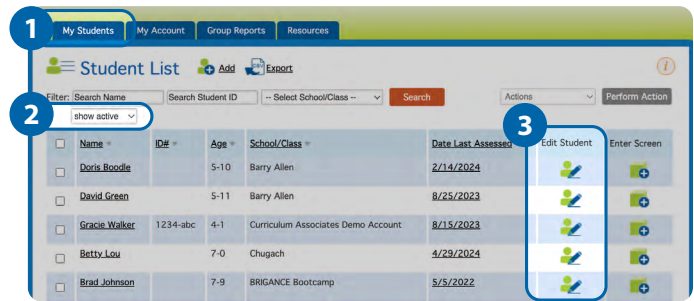 1
My Students My Account Group Reports Resources
Student List Add CSV Export i
Filter: Search Name Search Student ID -- Select School/Class -- Search Actions Perform Action
2
show active
3
Name ID# Age School/Class Date Last Assessed Edit Student Enter Screen
Doris Boodle 5-10 Barry Allen 2/14/2024
David Green 5-11 Barry Allen 8/25/2023
Gracie Walker 1234-abc 4-1 Curriculum Associates Demo Account 8/15/2023
Betty Lou 7-0 Chugach 4/29/2024
Brad Johnson 7-9 BRIGANCE Bootcamp 5/5/2022